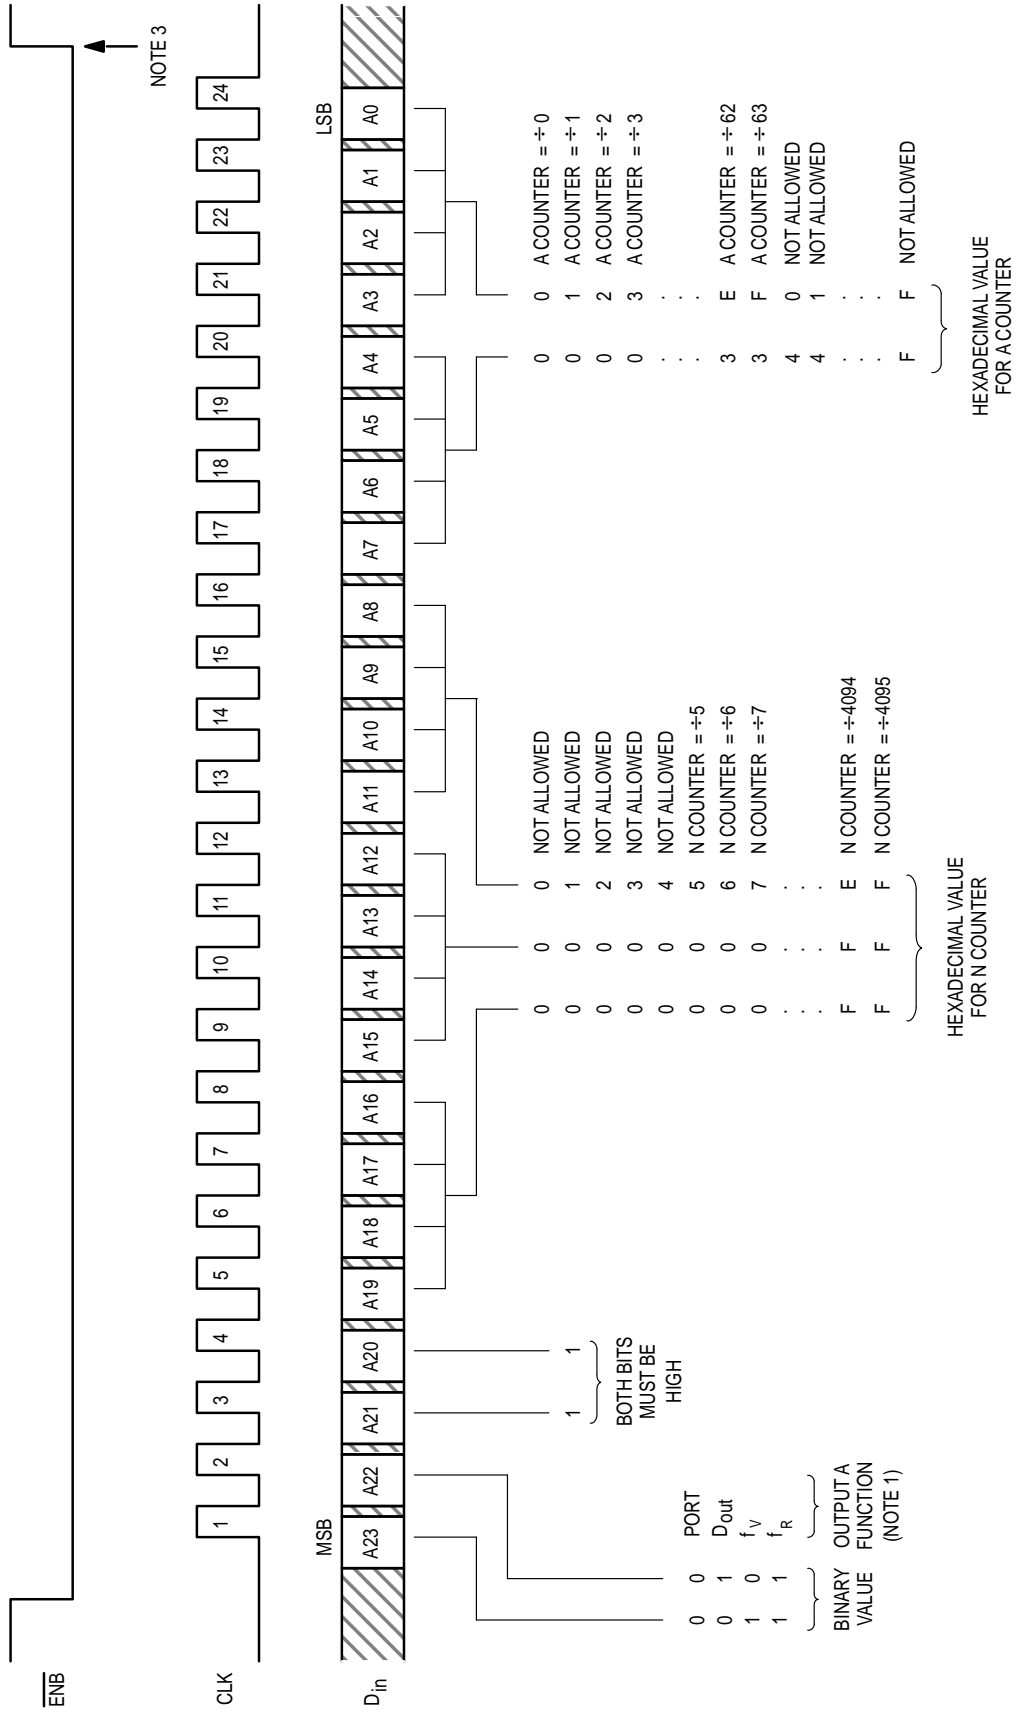 ENB
NOTE 3
CLK
1 2 3 4 5 6 7 8 9 10 11 12 13 14 15 16 17 18 19 20 21 22 23 24
MSB
LSB
Din
A23 A22 A21 A20 A19 A18 A17 A16 A15 A14 A13 A12 A11 A10 A9 A8 A7 A6 A5 A4 A3 A2 A1 A0
0 0 PORT
0 1 Dout
1 0 fV
1 1 fR
BINARY
VALUE
OUTPUT A
FUNCTION
(NOTE 1)
1 1
BOTH BITS
MUST BE
HIGH
0 0 0 NOT ALLOWED
0 0 1 NOT ALLOWED
0 0 2 NOT ALLOWED
0 0 3 NOT ALLOWED
0 0 4 NOT ALLOWED
0 0 5 N COUNTER = ÷5
0 0 6 N COUNTER = ÷6
0 0 7 N COUNTER = ÷7
. . .
. . .
. . .
F F E N COUNTER = ÷4094
F F F N COUNTER = ÷4095
HEXADECIMAL VALUE
FOR N COUNTER
0 0 A COUNTER = ÷0
0 1 A COUNTER = ÷1
0 2 A COUNTER = ÷2
0 3 A COUNTER = ÷3
. .
. .
. .
3 E A COUNTER = ÷62
3 F A COUNTER = ÷63
4 0 NOT ALLOWED
4 1 NOT ALLOWED
. .
. .
. .
F F NOT ALLOWED
HEXADECIMAL VALUE
FOR A COUNTER